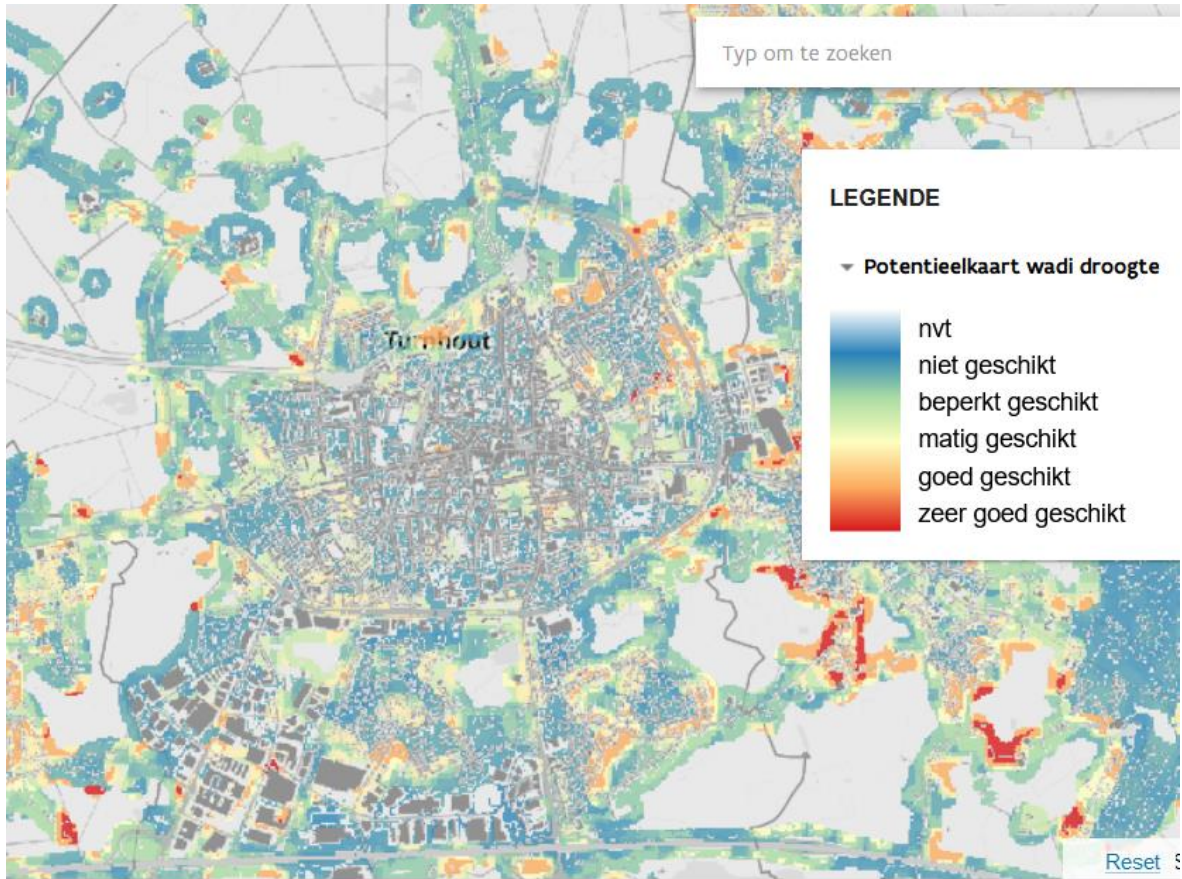 Typ om te zoeken
LEGENDE
Potentieelkaart wadi droogte
nvt
niet geschikt
beperkt geschikt
matig geschikt
goed geschikt
zeer goed geschikt
Turnhout
Reset S